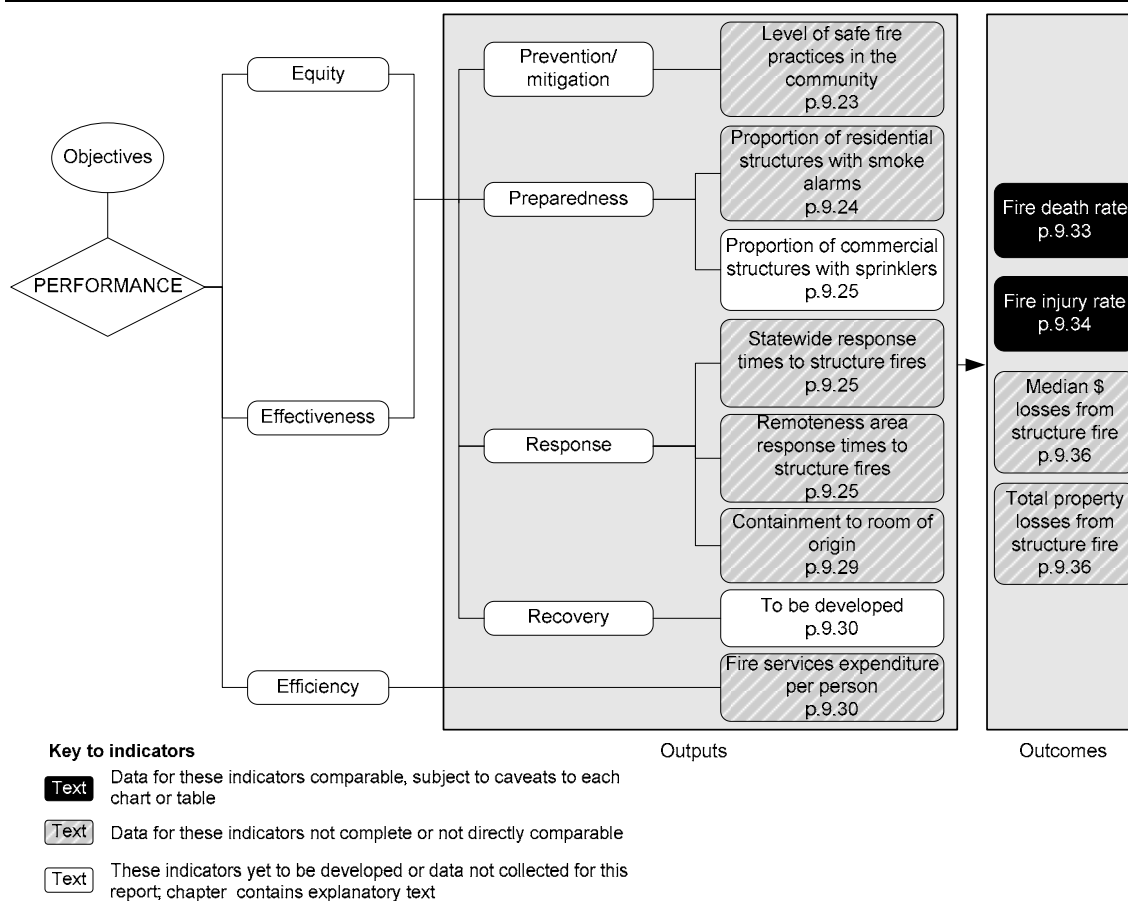 Objectives
PERFORMANCE
Equity
Effectiveness
Efficiency
Prevention/
mitigation
Preparedness
Response
Recovery
Level of safe fire
practices in the
community
p.9.23
Proportion of residential
structures with smoke
alarms
p.9.24
Proportion of commercial
structures with sprinklers
p.9.25
Statewide response
times to structure fires
p.9.25
Remoteness area
response times to
structure fires
p.9.25
Containment to room of
origin
p.9.29
To be developed
p.9.30
Fire services expenditure
per person
p.9.30
Outputs
Fire death rate
p.9.33
Fire injury rate
p.9.34
Median $
losses from
structure fire
p.9.36
Total property
losses from
structure fire
p.9.36
Outcomes
Key to indicators
Text
Data for these indicators comparable, subject to caveats to each
chart or table
Text
Data for these indicators not complete or not directly comparable
Text
These indicators yet to be developed or data not collected for this
report; chapter contains explanatory text